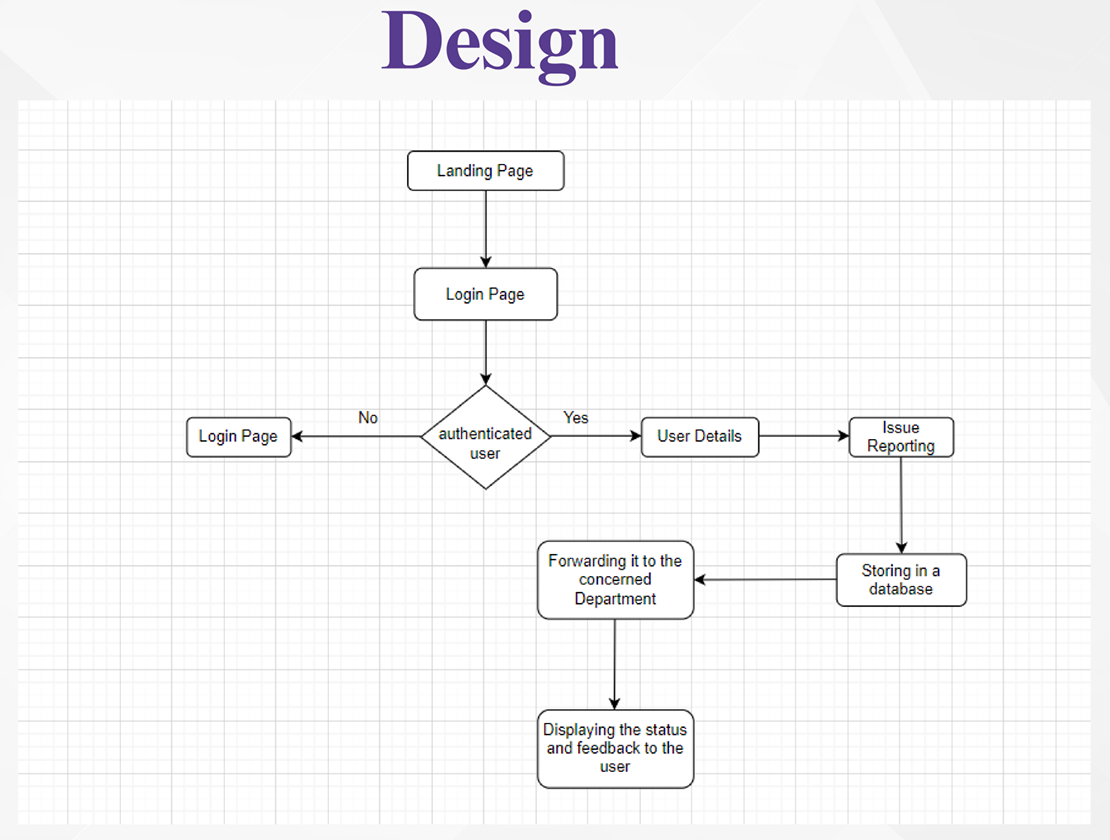 Design
Landing Page
Login Page
No
Yes
Login Page
authenticated
user
User Details
Issue
Reporting
Forwarding it to the
concerned
Department
Storing in a
database
Displaying the status
and feedback to the
user